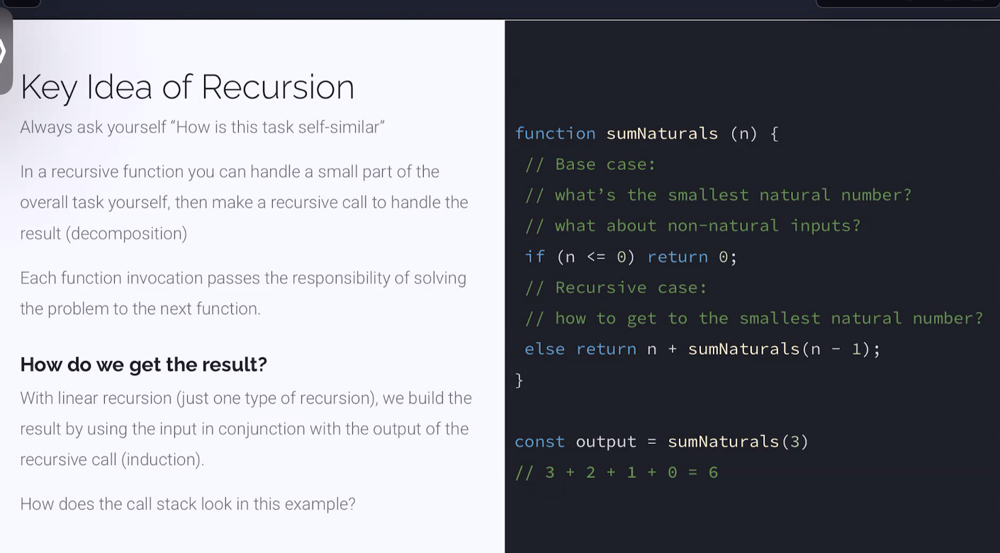 Key Idea of Recursion
Always ask yourself “How is this task self-similar”
In a recursive function you can handle a small part of the
overall task yourself, then make a recursive call to handle the
result (decomposition)
Each function invocation passes the responsibility of solving
the problem to the next function.
How do we get the result?
With linear recursion (just one type of recursion), we build the
result by using the input in conjunction with the output of the
recursive call (induction).
How does the call stack look in this example?
function sumNaturals (n) {
// Base case:
// what’s the smallest natural number?
// what about non-natural inputs?
if (n <= 0) return 0;
// Recursive case:
// how to get to the smallest natural number?
else return n + sumNaturals(n - 1);
}
const output = sumNaturals(3)
// 3 + 2 + 1 + 0 = 6